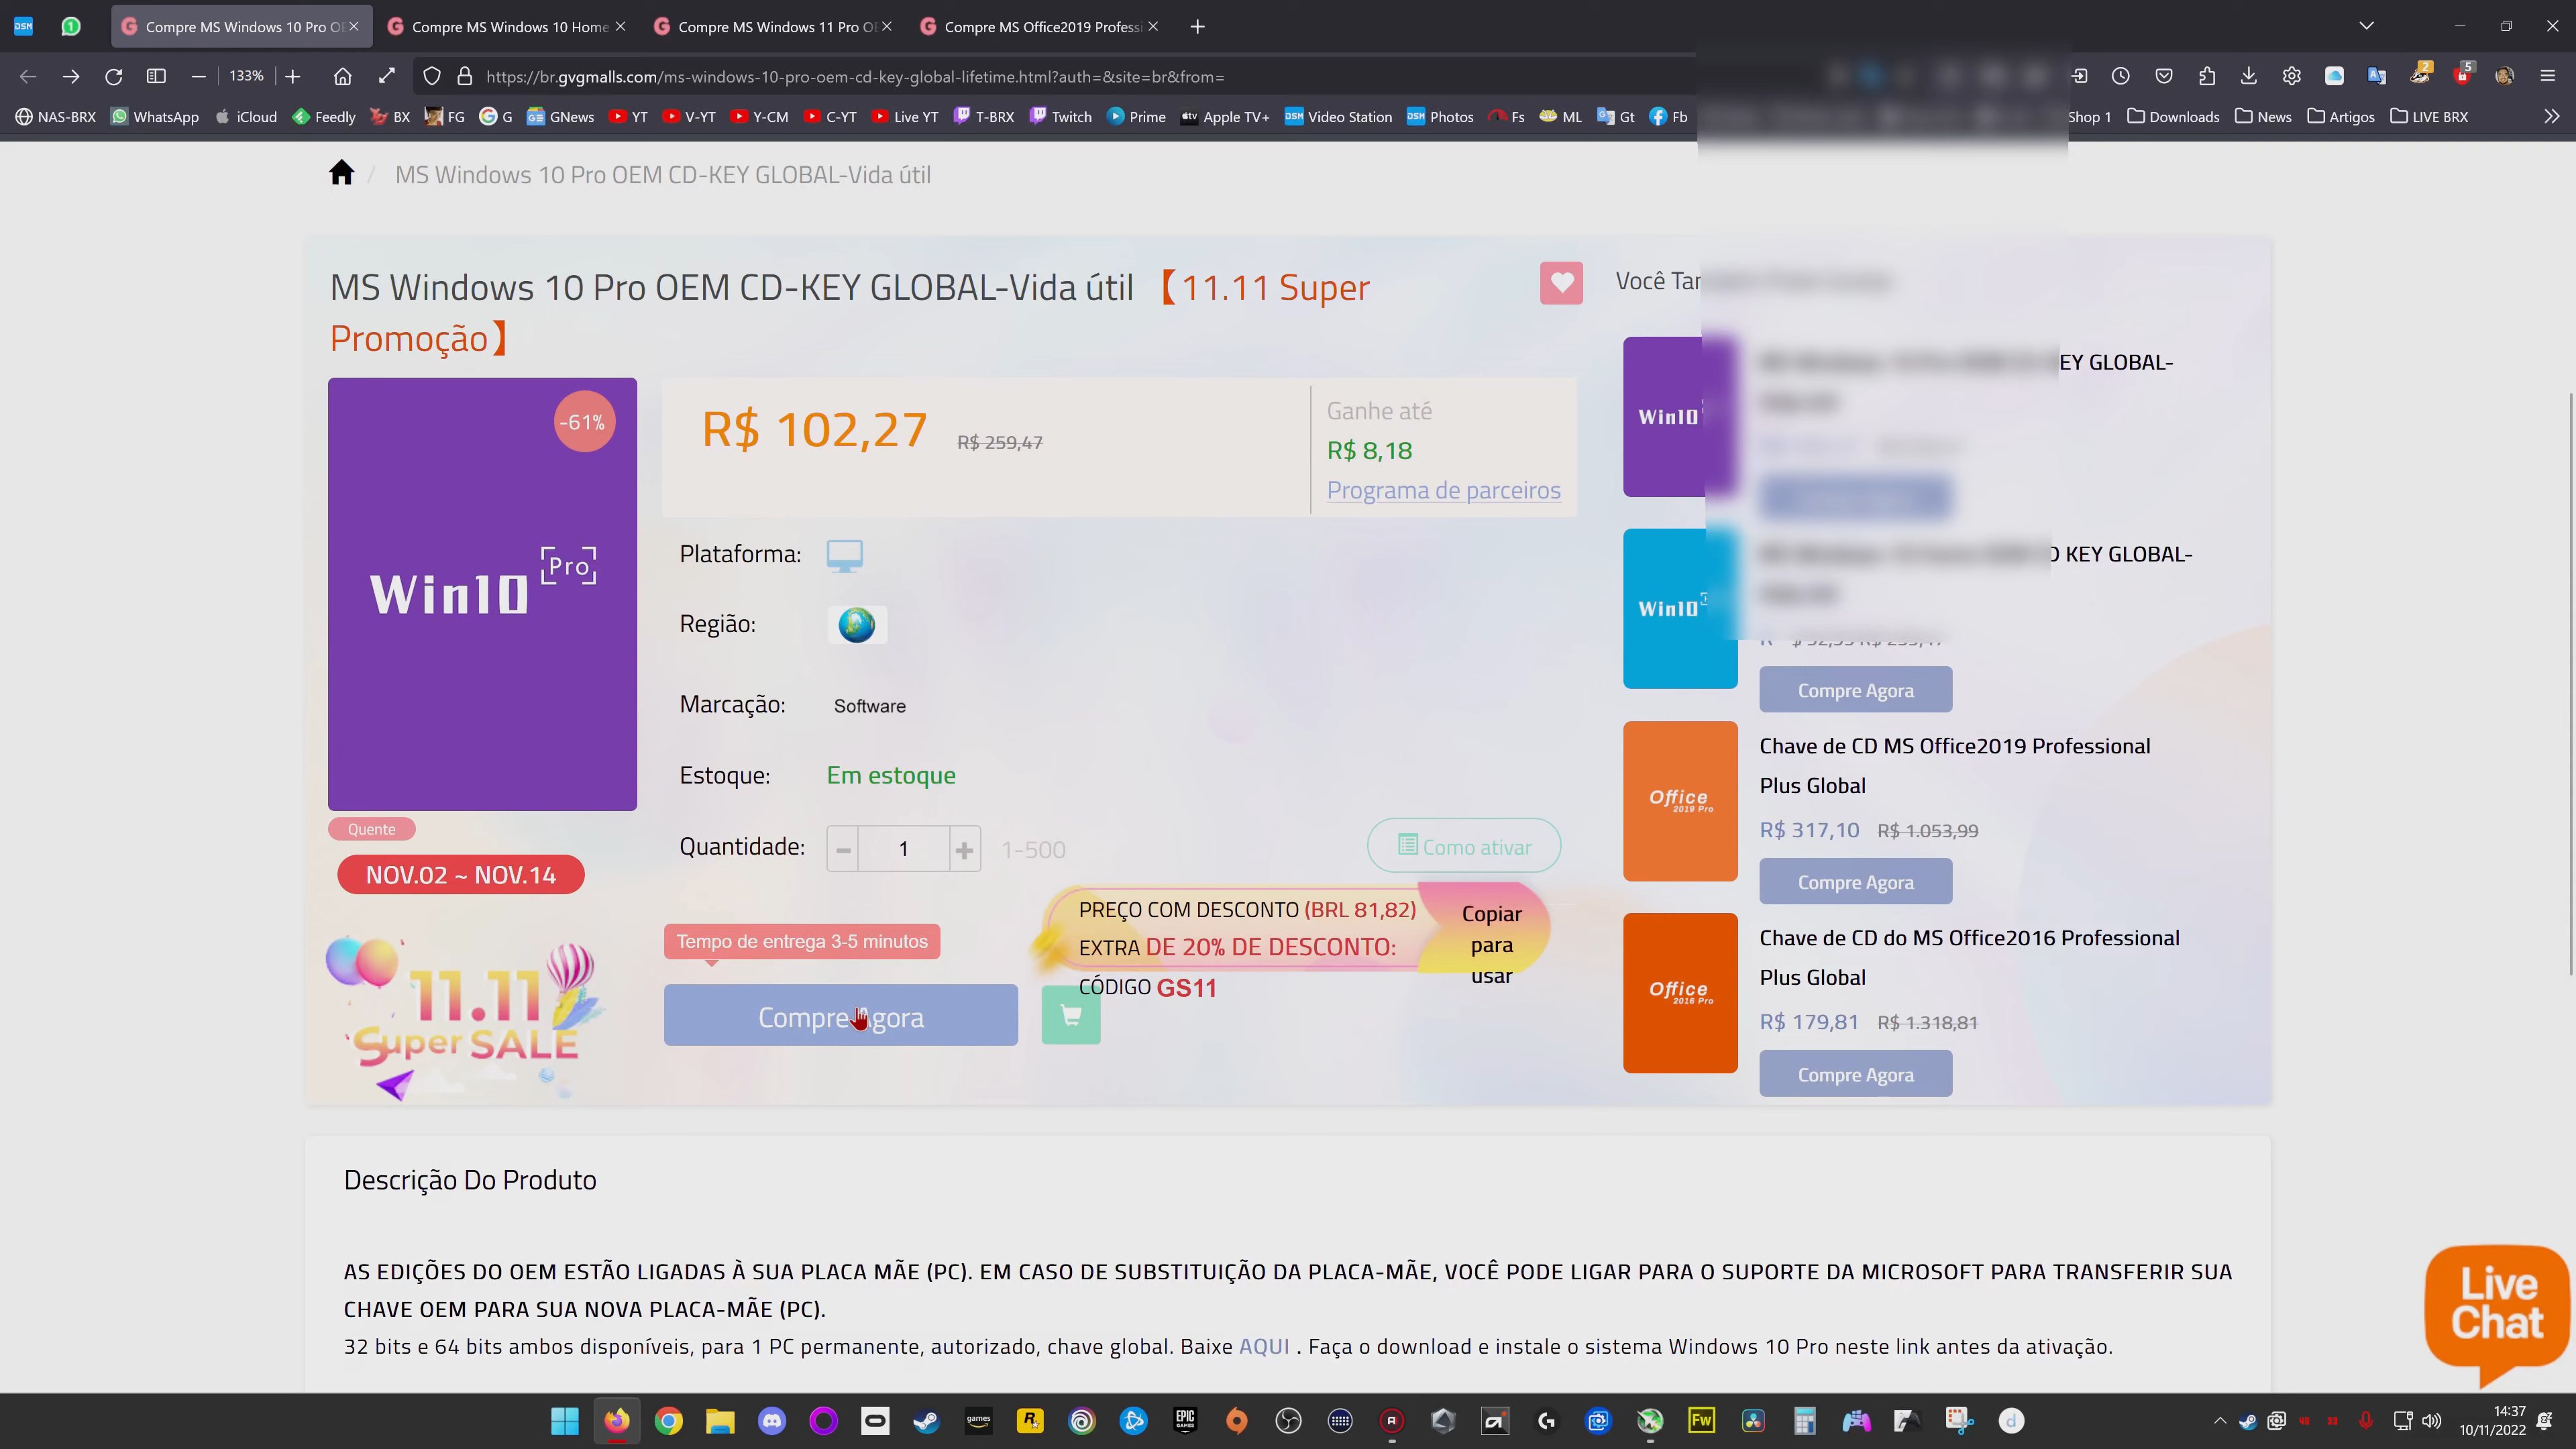 Compre MS Windows 10 Pro OE
Compre MS Windows 10 Home
Compre MS Windows 11 Pro OE
Compre MS Office2019 Professi
133%
https://br.gvgmalls.com/ms-windows-10-pro-oem-cd-key-global-lifetime.html?auth=&site=br&from=
2
5
NAS-BRX WhatsApp iCloud Feedly BX FG G GNews YT V-YT Y-CM C-YT Live YT T-BRX Twitch Prime Apple TV+ Video Station Photos Fs ML Gt Fb Shop 1 Downloads News Artigos LIVE BRX
/ MS Windows 10 Pro OEM CD-KEY GLOBAL-Vida útil
MS Windows 10 Pro OEM CD-KEY GLOBAL-Vida útil 【11.11 Super
Promoção】
-61%
Win10 [Pro]
Quente
NOV.02 ~ NOV.14
11.11
Super SALE
R$ 102,27 R$ 259,47
Ganhe até
R$ 8,18
Programa de parceiros
Plataforma:
Região:
Marcação: Software
Estoque: Em estoque
Quantidade: − 1 + 1-500
Como ativar
Tempo de entrega 3-5 minutos
Compre Agora
PREÇO COM DESCONTO (BRL 81,82)
EXTRA DE 20% DE DESCONTO:
CÓDIGO GS11
Copiar
para
usar
Você Ta
Win10
EY GLOBAL-
Win10
KEY GLOBAL-
Compre Agora
Office
2019 Pro
Chave de CD MS Office2019 Professional
Plus Global
R$ 317,10 R$ 1.053,99
Compre Agora
Office
2016 Pro
Chave de CD do MS Office2016 Professional
Plus Global
R$ 179,81 R$ 1.318,81
Compre Agora
Descrição Do Produto
AS EDIÇÕES DO OEM ESTÃO LIGADAS À SUA PLACA MÃE (PC). EM CASO DE SUBSTITUIÇÃO DA PLACA-MÃE, VOCÊ PODE LIGAR PARA O SUPORTE DA MICROSOFT PARA TRANSFERIR SUA
CHAVE OEM PARA SUA NOVA PLACA-MÃE (PC).
32 bits e 64 bits ambos disponíveis, para 1 PC permanente, autorizado, chave global. Baixe AQUI . Faça o download e instale o sistema Windows 10 Pro neste link antes da ativação.
Live
Chat
games
EPIC
GAMES
Fw
14:37
10/11/2022